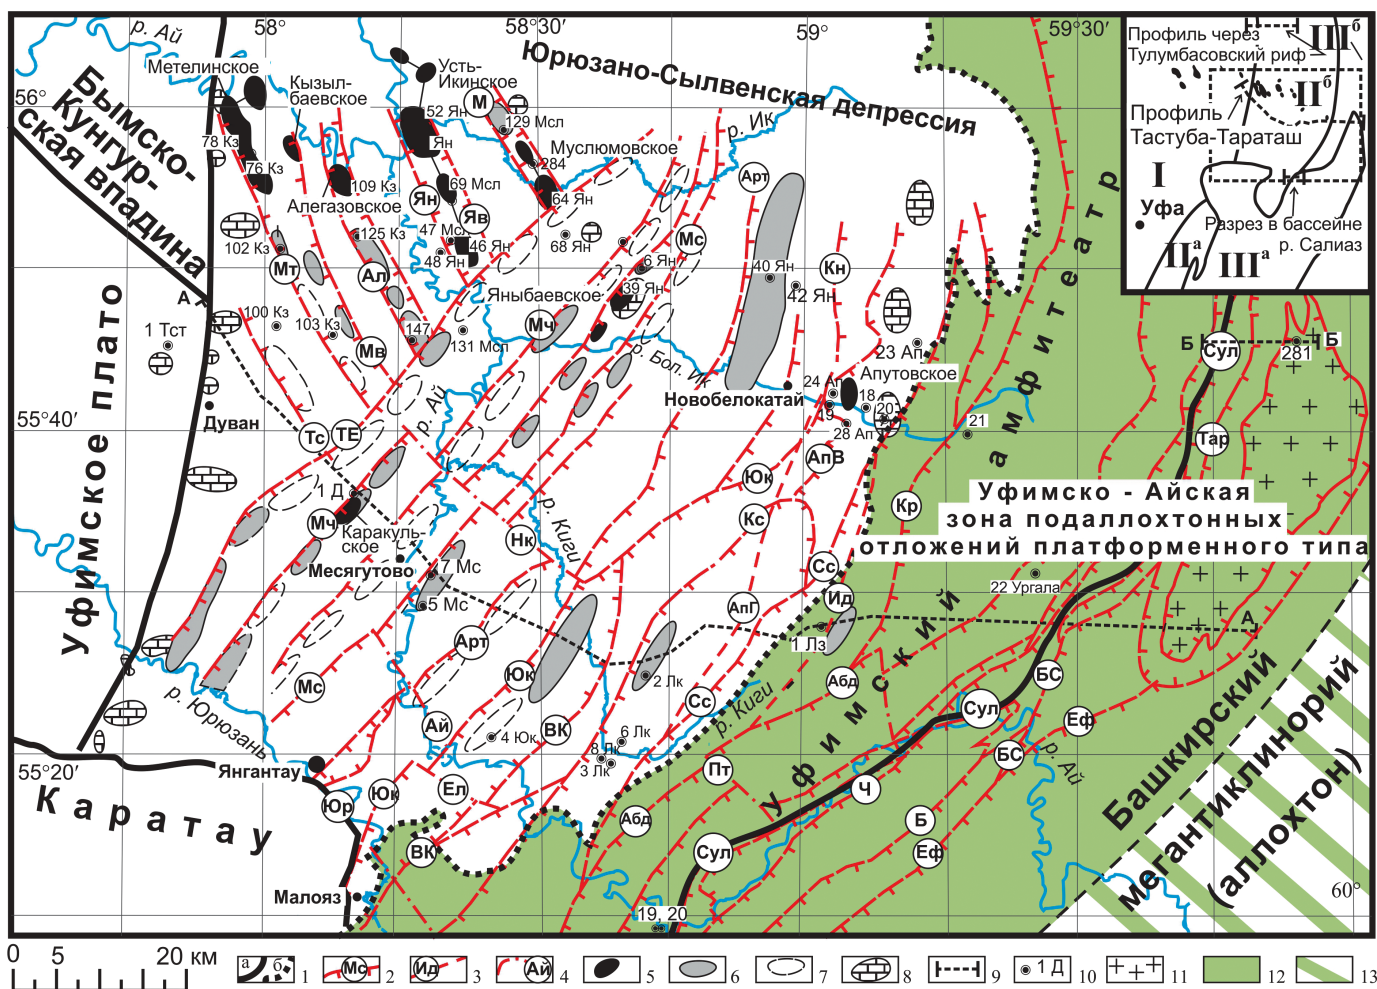 58°
58°30′
59°
59°30′
56°
55°40′
55°20′
60°
р. Ай
Метелинское
Кызыл-
баевское
Усть-
Икинское
Юрюзано-Сылвенская депрессия
Бымско-
Кунгур-
ская впадина
78 Кз
76 Кз
109 Кз
Алегазовское
52 Ян
Ян
М
129 Мсл
Муслюмовское
284
64 Ян
69 Мсл
Ян
Яв
47 Мсл
46 Ян
48 Ян
68 Ян
р. Ик
Арт
Мс
6 Ян
40 Ян
42 Ян
Кн
102 Кз
125 Кз
Мт
Ал
Яныбаевское
39 Ян
А
1 Тст
100 Кз
103 Кз
147
131 Мсл
Мч
Мв
р. Бол. Ик
Новобелокатай
23 Ап
Апутовское
24 Ап
18
19
20
28 Ап
21
Дуван
Тс
ТЕ
р. Ай
АпВ
Юк
Кс
Кр
1 Д
Мч
Каракуль-
ское
Месягутово
Нк
р. Киги
7 Мс
5 Мс
Сс
Ид
АпГ
1 Лз
22 Ургала
Уфимское плато
Уфимский
амфитеатр
Уфимско - Айская
зона подаллохтонных
отложений платформенного типа
Б
Сул
281
Б
Тар
А
Арт
Юк
Мс
2 Лк
Сс
Абд
р. Киги
р. Юрюзань
Ай
4 Юк
ВК
6 Лк
8 Лк
3 Лк
Сул
БС
Еф
БС
р. Ай
Янгантау
Юр
Юк
Ел
Пт
Ч
Каратау
ВК
Абд
Сул
Б
Еф
Малояз
19, 20
Башкирский
мегантиклинорий
(аллохтон)
Профиль через
Тулумбасовский риф
IIIб
IIб
Профиль
Тастуба-Тараташ
I
Уфа
Разрез в бассейне
р. Салиаз
IIа
IIIа
0 5 20 км
а б 1
Мс 2
Ид 3
Ай 4
5
6
7
8
9
1 Д 10
11
12
13